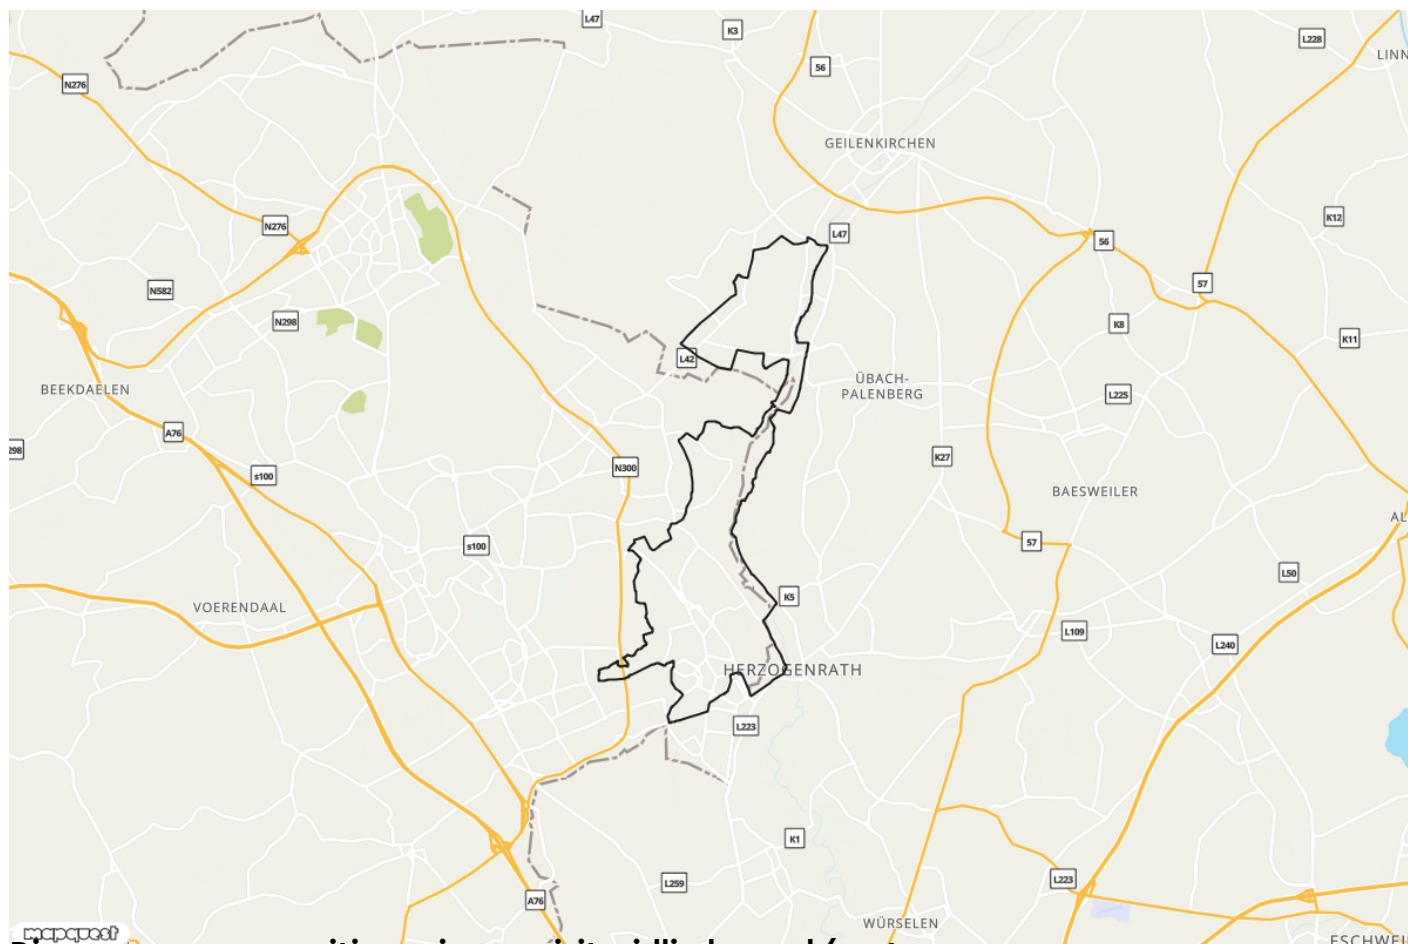 L47
K3
L228
LINN
56
N276
GEILENKIRCHEN
K12
N276
L47
56
N582
57
N298
K8
K11
L42
BEEKDAELEN
ÜBACH-
PALENBERG
L225
A76
298
K27
N300
s100
BAESWEILER
AL
s100
57
L50
K5
VOERENDAAL
L109
L240
HERZOGENRATH
L223
K1
L223
L259
A76
WÜRSELEN
mapquest
ESCHWEI